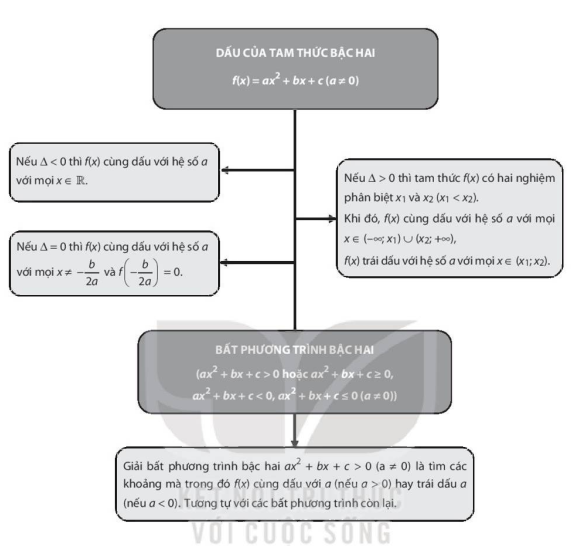 DẤU CỦA TAM THỨC BẬC HAI
f(x) = ax² + bx + c (a ≠ 0)
Nếu Δ < 0 thì f(x) cùng dấu với hệ số a
với mọi x ∈ ℝ.
Nếu Δ > 0 thì tam thức f(x) có hai nghiệm
phân biệt x1 và x2 (x1 < x2).
Khi đó, f(x) cùng dấu với hệ số a với mọi
x ∈ (−∞; x1) ∪ (x2; +∞),
f(x) trái dấu với hệ số a với mọi x ∈ (x1; x2).
Nếu Δ = 0 thì f(x) cùng dấu với hệ số a
với mọi x ≠ −b/2a và f(−b/2a) = 0.
BẤT PHƯƠNG TRÌNH BẬC HAI
(ax² + bx + c > 0 hoặc ax² + bx + c ≥ 0,
ax² + bx + c < 0, ax² + bx + c ≤ 0 (a ≠ 0))
Giải bất phương trình bậc hai ax² + bx + c > 0 (a ≠ 0) là tìm các
khoảng mà trong đó f(x) cùng dấu với a (nếu a > 0) hay trái dấu a
(nếu a < 0). Tương tự với các bất phương trình còn lại.
KẾT NỐI TRI THỨC
VỚI CUỘC SỐNG